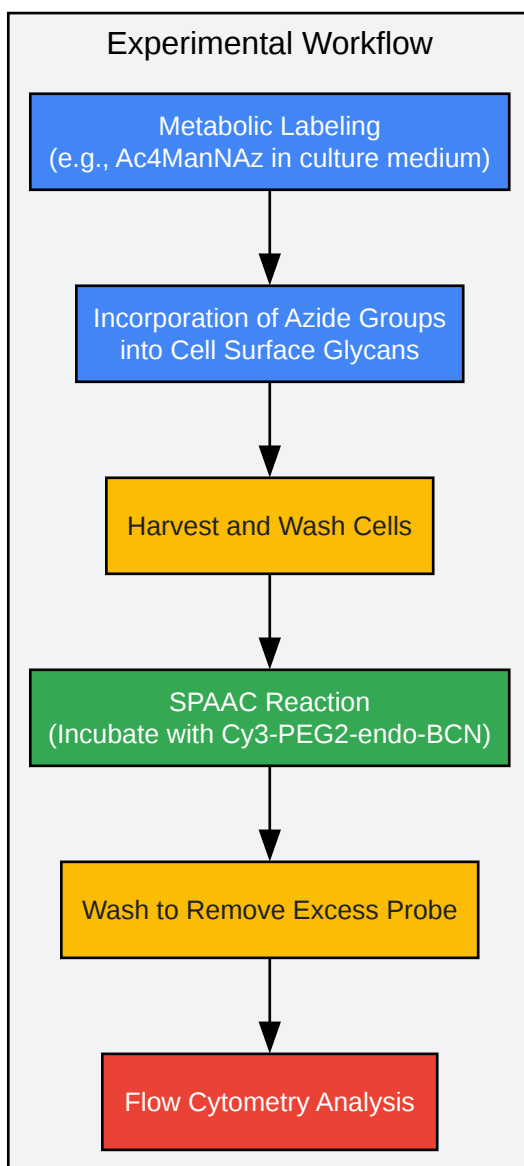 Experimental Workflow
Metabolic Labeling
(e.g., Ac4ManNAz in culture medium)
Incorporation of Azide Groups
into Cell Surface Glycans
Harvest and Wash Cells
SPAAC Reaction
(Incubate with Cy3-PEG2-endo-BCN)
Wash to Remove Excess Probe
Flow Cytometry Analysis